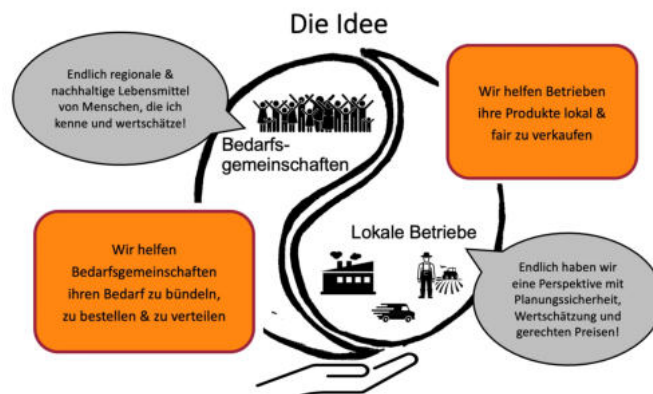 Die Idee
Endlich regionale &
nachhaltige Lebensmittel
von Menschen, die ich
kenne und wertschätze!
Bedarfs-
gemeinschaften
Wir helfen Betrieben
ihre Produkte lokal &
fair zu verkaufen
Wir helfen
Bedarfsgemeinschaften
ihren Bedarf zu bündeln,
zu bestellen & zu verteilen
Lokale Betriebe
Endlich haben wir
eine Perspektive mit
Planungssicherheit,
Wertschätzung und
gerechten Preisen!